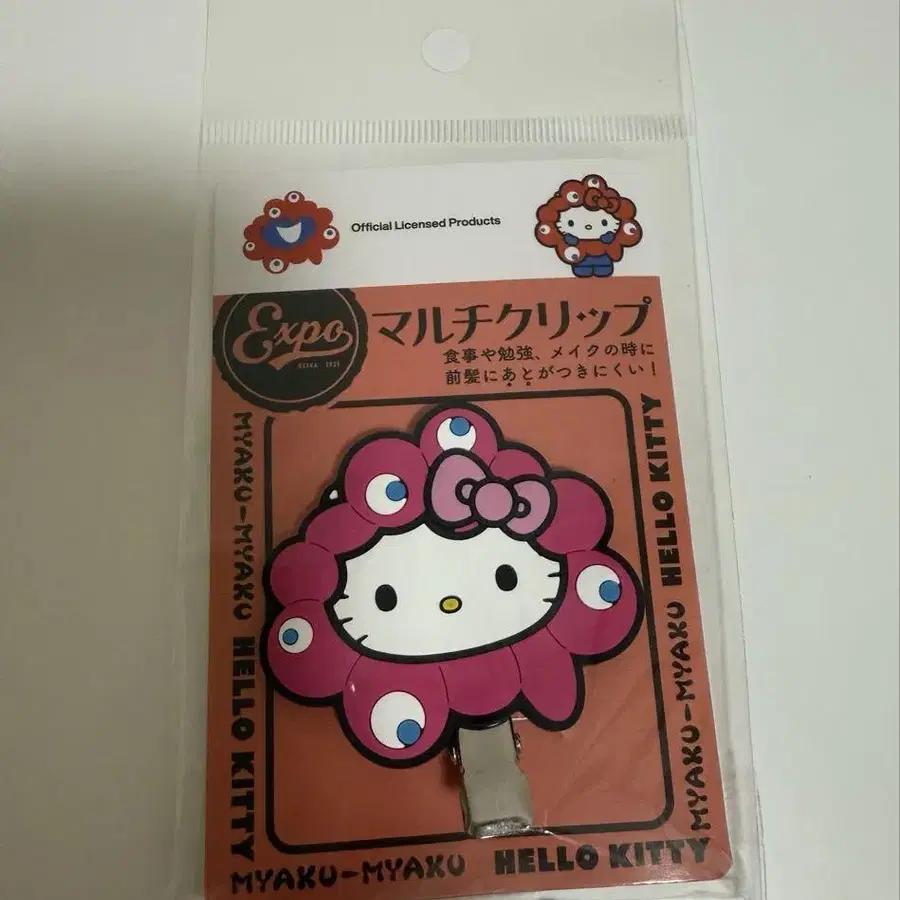 Official Licensed Products
Expo
OSAKA 2025
マルチクリップ
食事や勉強、メイクの時に
前髪にあとがつきにくい!
MYAKU-MYAKU HELLO KITTY
MYAKU-MYAKU HELLO KITTY
MYAKU-MYAKU HELLO KITTY